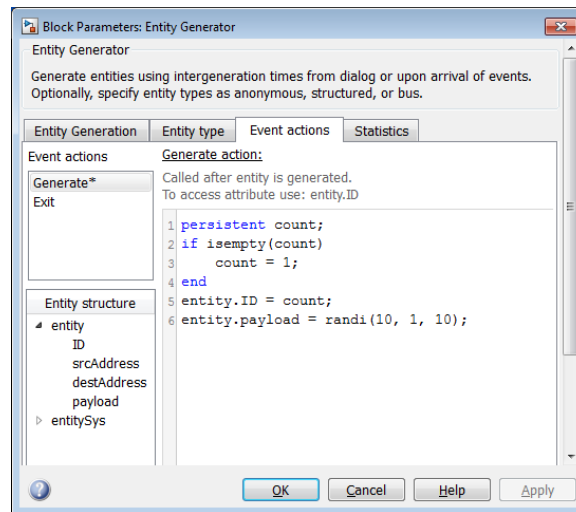 Block Parameters: Entity Generator
Entity Generator
Generate entities using intergeneration times from dialog or upon arrival of events.
Optionally, specify entity types as anonymous, structured, or bus.
Entity Generation Entity type Event actions Statistics
Event actions
Generate*
Exit
Generate action:
Called after entity is generated.
To access attribute use: entity.ID
1 persistent count;
2 if isempty(count)
3 count = 1;
4 end
5 entity.ID = count;
6 entity.payload = randi(10, 1, 10);
Entity structure
entity
ID
srcAddress
destAddress
payload
entitySys
OK Cancel Help Apply